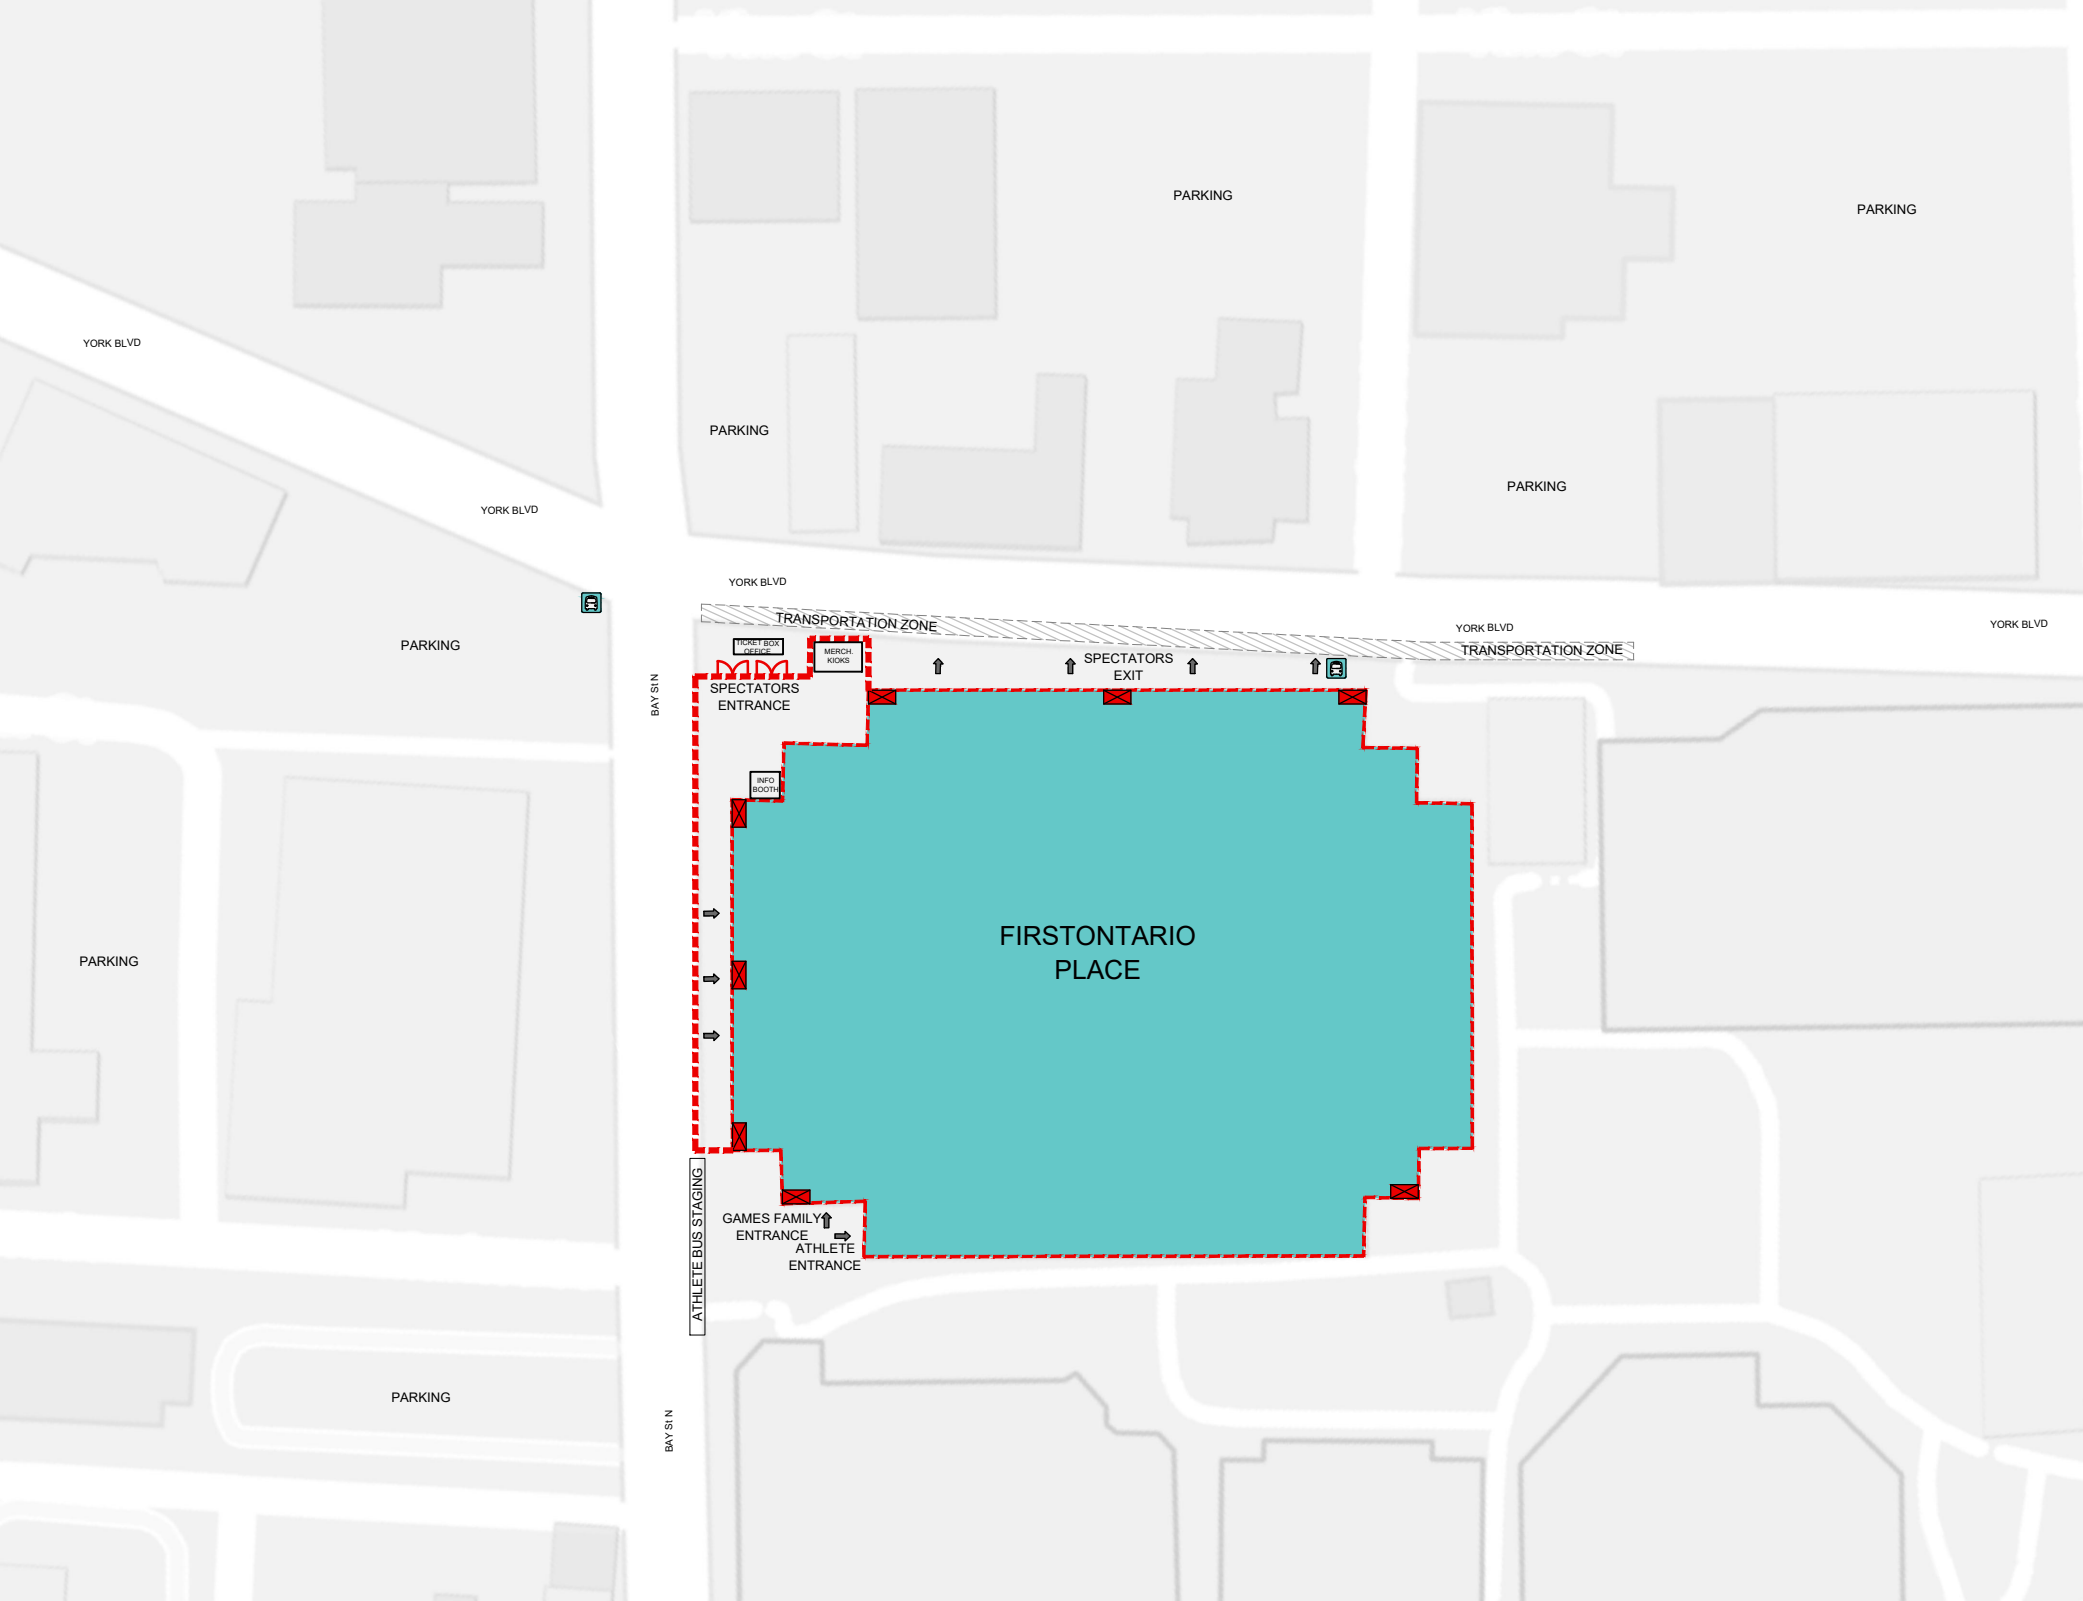 PARKING
PARKING
YORK BLVD
PARKING
PARKING
YORK BLVD
YORK BLVD
TRANSPORTATION ZONE
YORK BLVD
YORK BLVD
TRANSPORTATION ZONE
PARKING
TICKET BOX
OFFICE
MERCH.
KIOKS
SPECTATORS
EXIT
SPECTATORS
ENTRANCE
BAY St N
INFO
BOOTH
FIRSTONTARIO
PLACE
PARKING
ATHLETE BUS STAGING
GAMES FAMILY
ENTRANCE
ATHLETE
ENTRANCE
PARKING
BAY St N